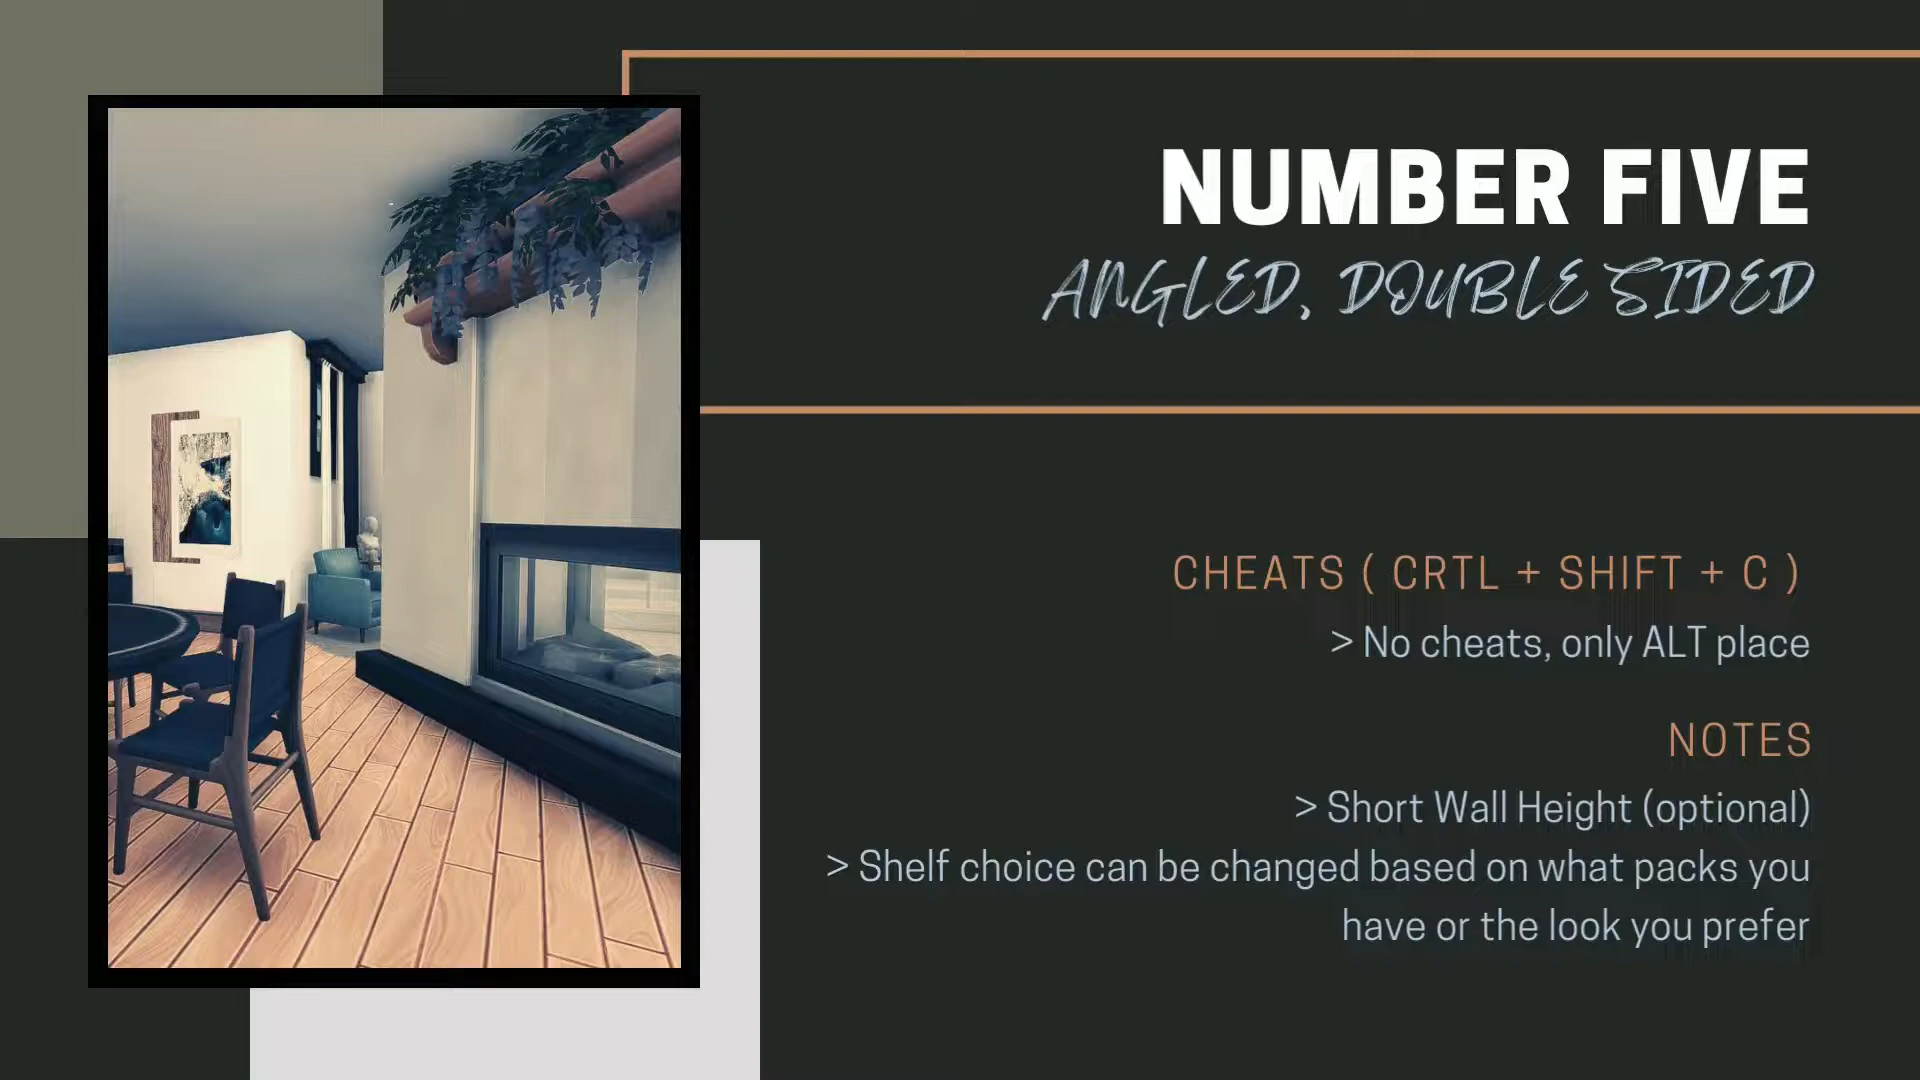 NUMBER FIVE
ANGLED, DOUBLE SIDED
CHEATS ( CRTL + SHIFT + C )
> No cheats, only ALT place
NOTES
> Short Wall Height (optional)
> Shelf choice can be changed based on what packs you
have or the look you prefer